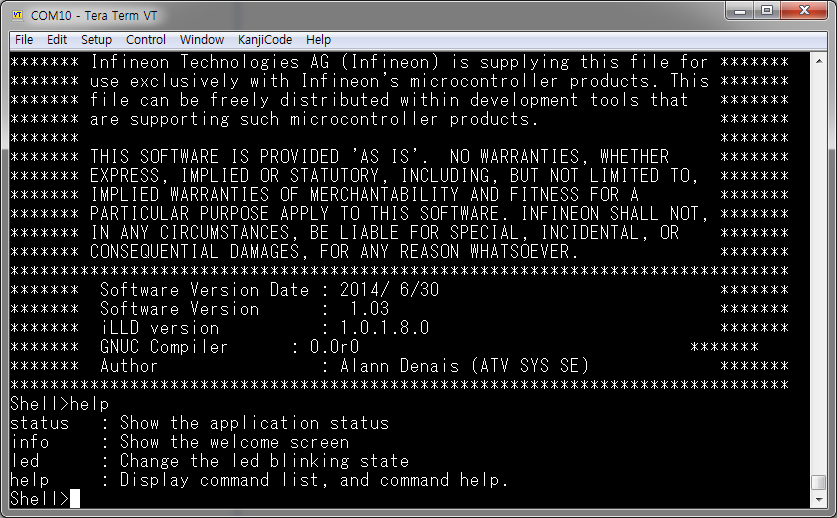 COM10 - Tera Term VT
File Edit Setup Control Window KanjiCode Help
******* Infineon Technologies AG (Infineon) is supplying this file for *******
******* use exclusively with Infineon's microcontroller products. This *******
******* file can be freely distributed within development tools that   *******
******* are supporting such microcontroller products.                  *******
*******                                                                *******
******* THIS SOFTWARE IS PROVIDED 'AS IS'.  NO WARRANTIES, WHETHER     *******
******* EXPRESS, IMPLIED OR STATUTORY, INCLUDING, BUT NOT LIMITED TO,  *******
******* IMPLIED WARRANTIES OF MERCHANTABILITY AND FITNESS FOR A        *******
******* PARTICULAR PURPOSE APPLY TO THIS SOFTWARE. INFINEON SHALL NOT, *******
******* IN ANY CIRCUMSTANCES, BE LIABLE FOR SPECIAL, INCIDENTAL, OR    *******
******* CONSEQUENTIAL DAMAGES, FOR ANY REASON WHATSOEVER.              *******
******************************************************************************
*******  Software Version Date : 2014/ 6/30                            *******
*******  Software Version      :  1.03                                 *******
*******  iLLD version          : 1.0.1.8.0                             *******
*******  GNUC Compiler      : 0.0r0                                       *******
*******  Author                : Alann Denais (ATV SYS SE)             *******
******************************************************************************
Shell>help
status   : Show the application status
info     : Show the welcome screen
led      : Change the led blinking state
help     : Display command list, and command help.
Shell>